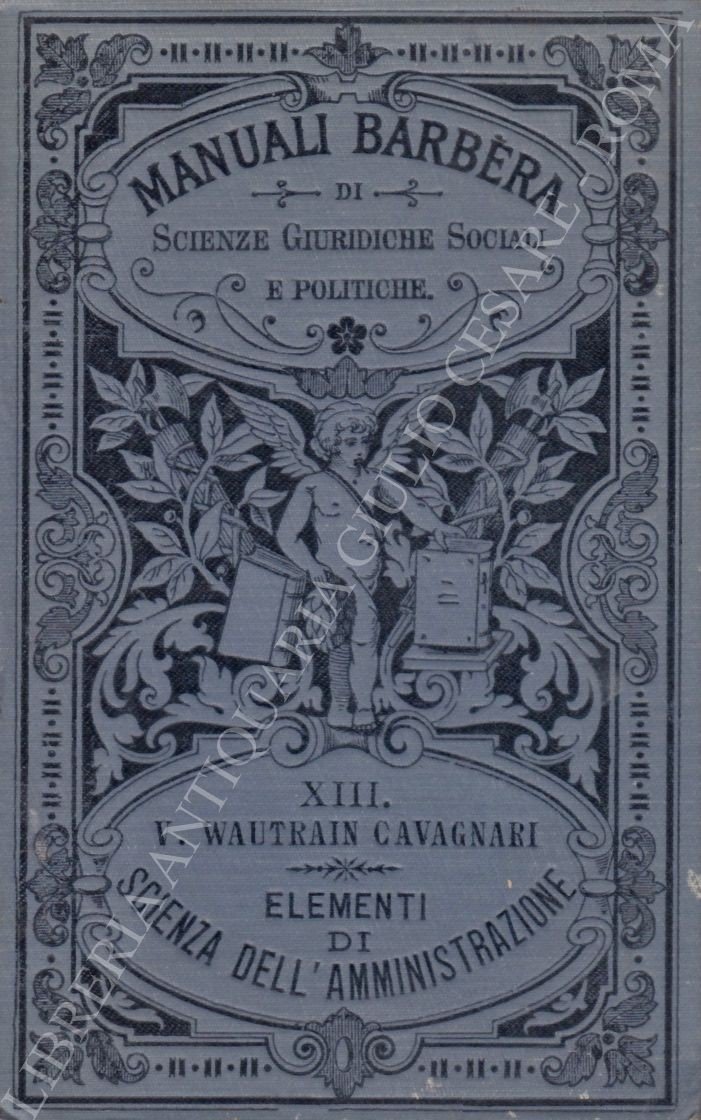 MANUALI BARBÈRA
DI
SCIENZE GIURIDICHE SOCIALI
E POLITICHE.
XIII.
V. WAUTRAIN CAVAGNARI
ELEMENTI
DI
SCIENZA DELL'AMMINISTRAZIONE
LIBRERIA ANTIQUARIA GIULIO CESARE - ROMA